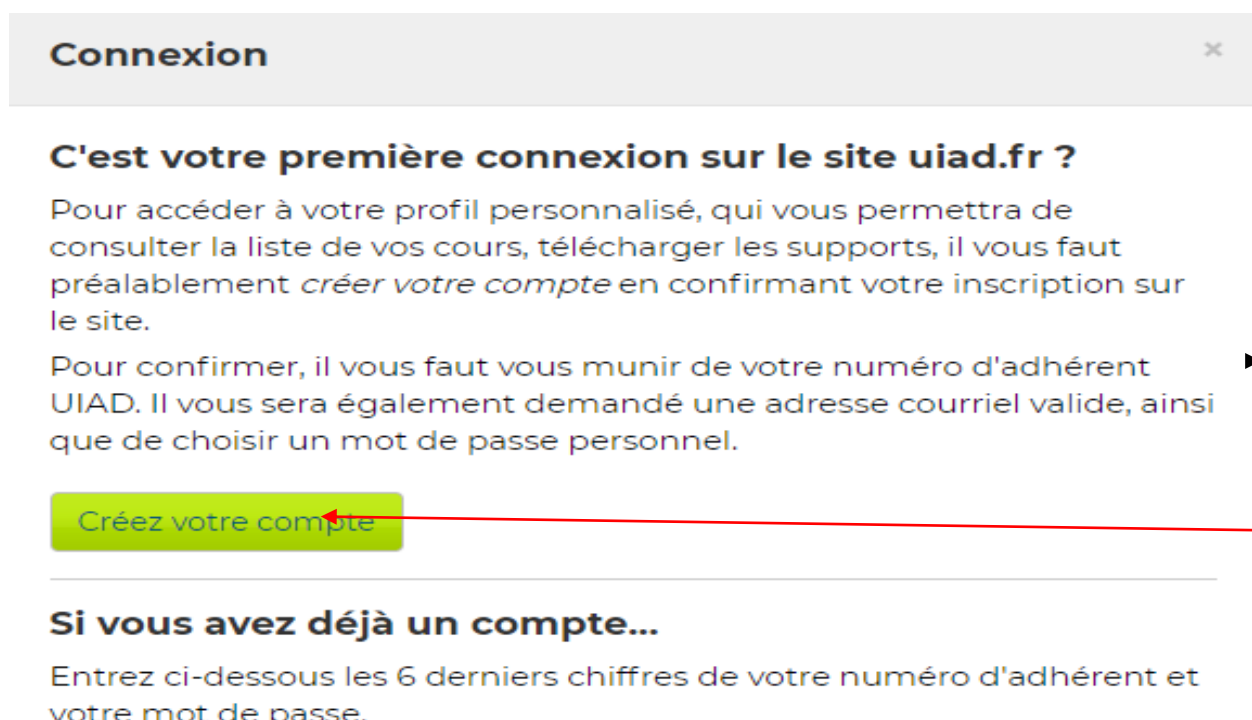 Connexion
×
C'est votre première connexion sur le site uiad.fr ?
Pour accéder à votre profil personnalisé, qui vous permettra de
consulter la liste de vos cours, télécharger les supports, il vous faut
préalablement créer votre compte en confirmant votre inscription sur
le site.
Pour confirmer, il vous faut vous munir de votre numéro d'adhérent
UIAD. Il vous sera également demandé une adresse courriel valide, ainsi
que de choisir un mot de passe personnel.
Créez votre compte
Si vous avez déjà un compte...
Entrez ci-dessous les 6 derniers chiffres de votre numéro d'adhérent et
votre mot de passe.